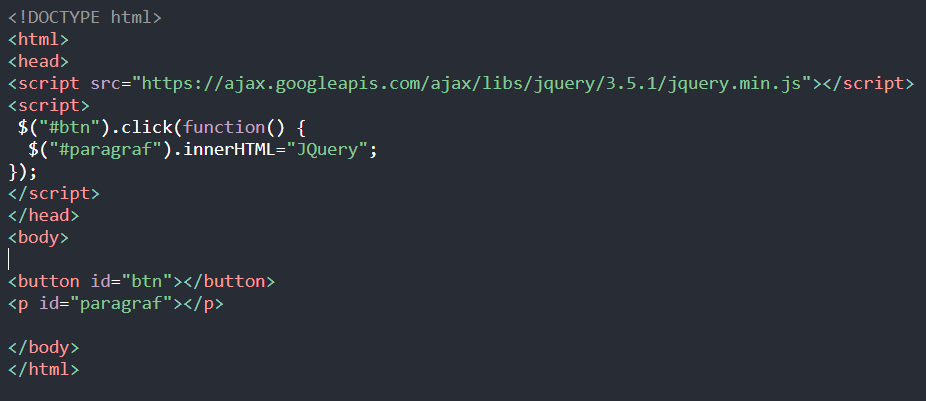 <!DOCTYPE html>
<html>
<head>
<script src="https://ajax.googleapis.com/ajax/libs/jquery/3.5.1/jquery.min.js"></script>
<script>
 $("#btn").click(function() {
  $("#paragraf").innerHTML="JQuery";
});
</script>
</head>
<body>
<button id="btn"></button>
<p id="paragraf"></p>
</body>
</html>